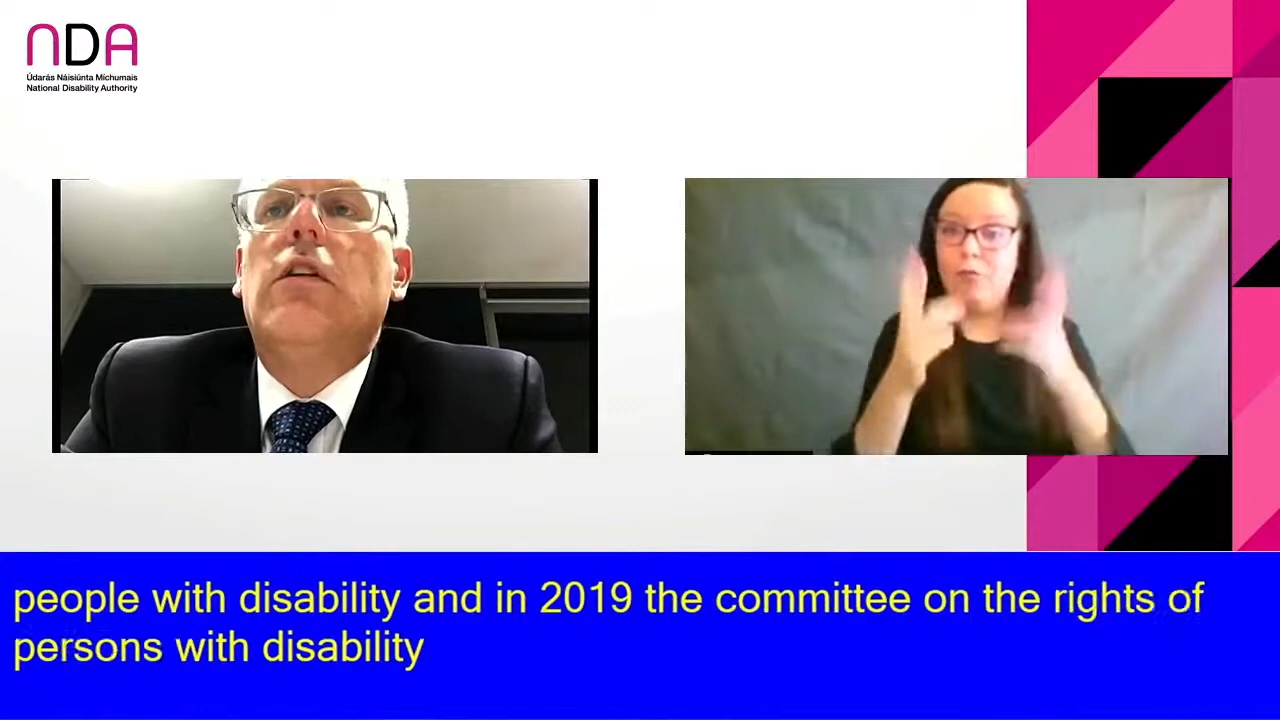 NDA
Údarás Náisiúnta Míchumais
National Disability Authority
people with disability and in 2019 the committee on the rights of
persons with disability